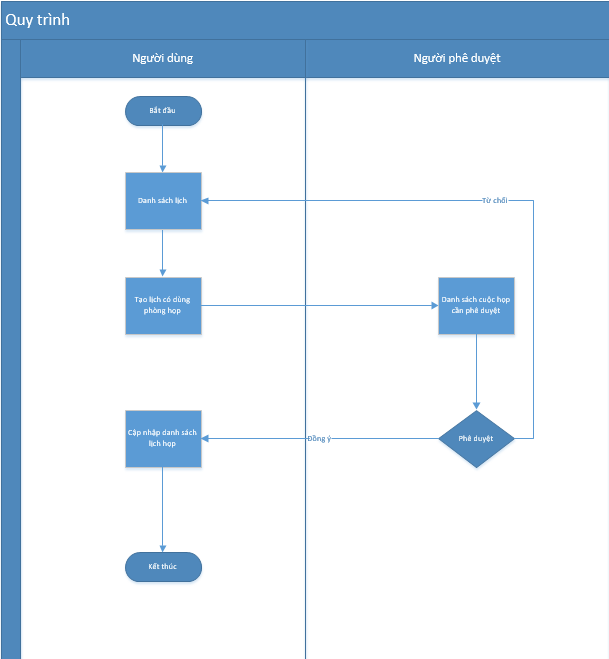 Quy trình
Người dùng
Người phê duyệt
Bắt đầu
Danh sách lịch
Từ chối
Tạo lịch có dùng
phòng họp
Danh sách cuộc họp
cần phê duyệt
Cập nhập danh sách
lịch họp
Đồng ý
Phê duyệt
Kết thúc